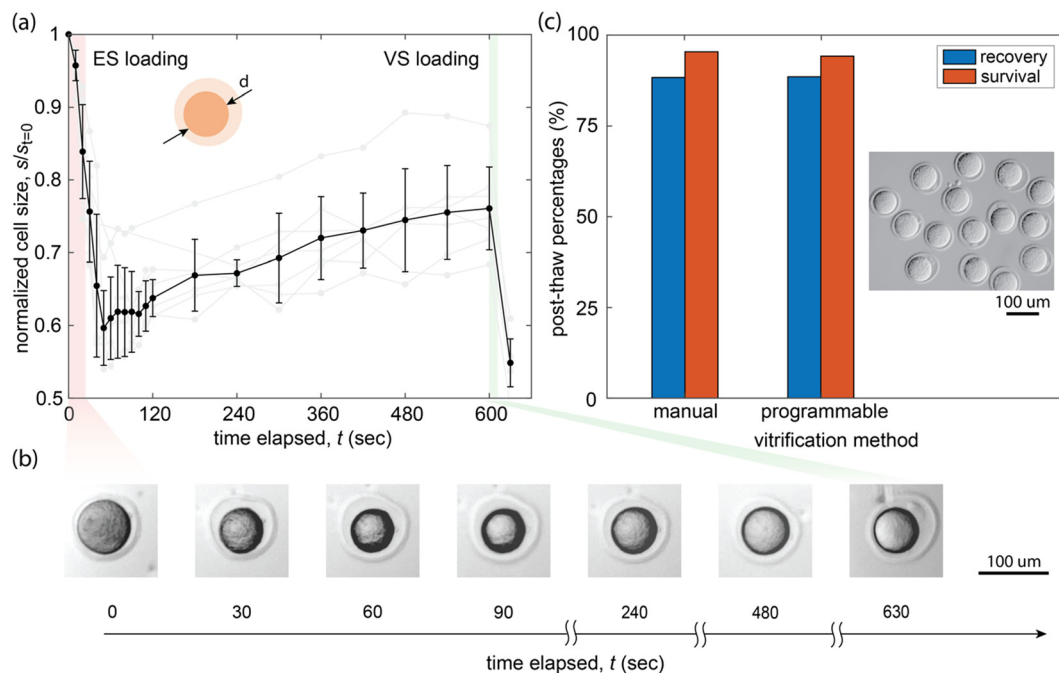 (a)
ES loading
VS loading
d
normalized cell size, s/s t=0
1
0.9
0.8
0.7
0.6
0.5
0
120
240
360
480
600
time elapsed, t (sec)
(c)
recovery
survival
post-thaw percentages (%)
100
75
50
25
0
manual
programmable
vitrification method
100 um
(b)
100 um
0
30
60
90
240
480
630
time elapsed, t (sec)